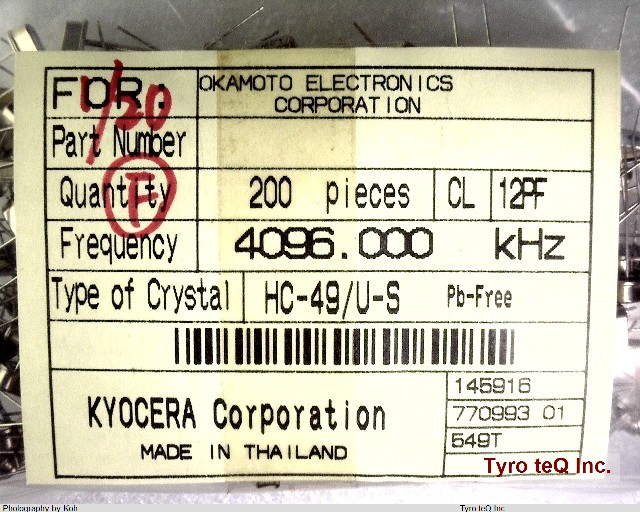 FOR: OKAMOTO ELECTRONICS
CORPORATION
1/20
Part Number
Quantity 200 pieces CL 12PF
F
Frequency 4096.000 kHz
Type of Crystal HC-49/U-S Pb-Free
145916
KYOCERA Corporation 770993 01
MADE IN THAILAND 549T
Tyro teQ Inc.
Photography by Koh Tyro teQ Inc